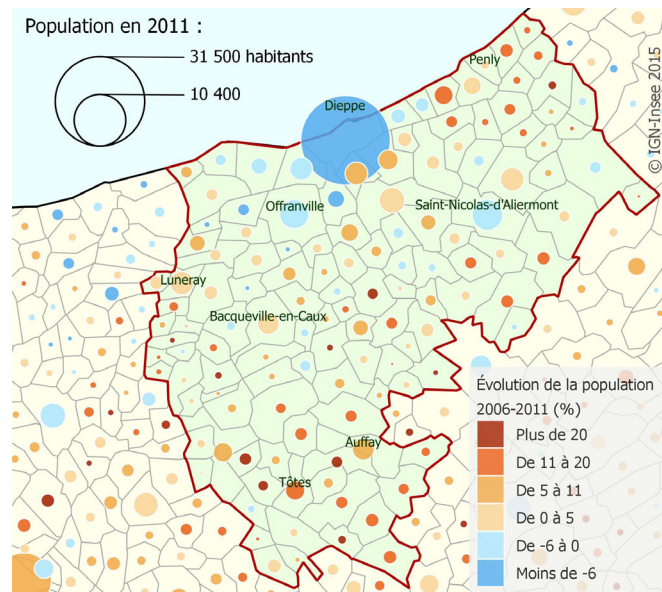 Population en 2011 :
31 500 habitants
10 400
Penly
Dieppe
© IGN-Insee 2015
Offranville
Saint-Nicolas-d'Aliermont
Luneray
Bacqueville-en-Caux
Auffay
Tôtes
Évolution de la population
2006-2011 (%)
Plus de 20
De 11 à 20
De 5 à 11
De 0 à 5
De -6 à 0
Moins de -6